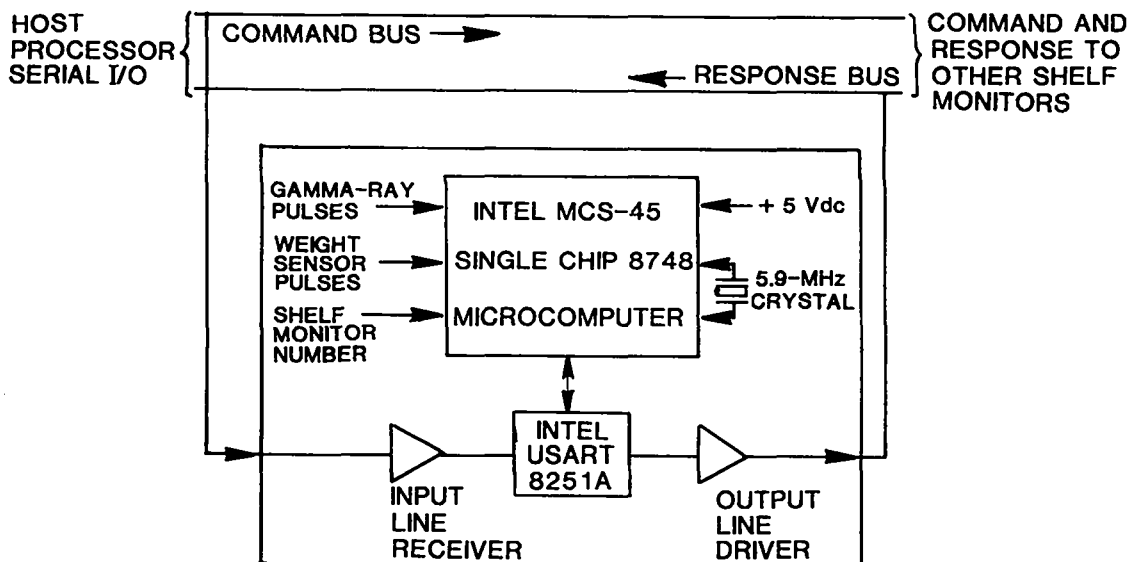 HOST
PROCESSOR
SERIAL I/O
COMMAND BUS
RESPONSE BUS
COMMAND AND
RESPONSE TO
OTHER SHELF
MONITORS
GAMMA-RAY
PULSES
WEIGHT
SENSOR
PULSES
SHELF
MONITOR
NUMBER
INTEL MCS-45
SINGLE CHIP 8748
MICROCOMPUTER
+ 5 Vdc
5.9-MHz
CRYSTAL
INTEL
USART
8251A
INPUT
LINE
RECEIVER
OUTPUT
LINE
DRIVER